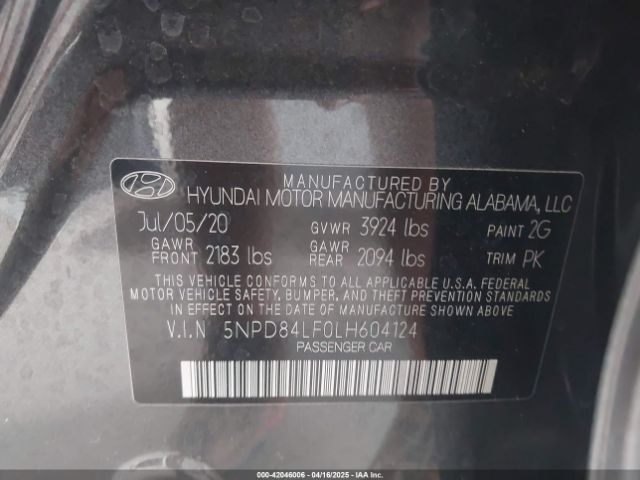 MANUFACTURED BY
HYUNDAI MOTOR MANUFACTURING ALABAMA, LLC
Jul/05/20 GVWR 3924 lbs PAINT 2G
GAWR FRONT 2183 lbs GAWR REAR 2094 lbs TRIM PK
THIS VEHICLE CONFORMS TO ALL APPLICABLE U.S.A. FEDERAL
MOTOR VEHICLE SAFETY, BUMPER, AND THEFT PREVENTION STANDARDS
IN EFFECT ON THE DATE OF MANUFACTURE SHOWN ABOVE
V.I.N 5NPD84LF0LH604124
PASSENGER CAR
000-42046006 - 04/16/2025 - IAAI.COM